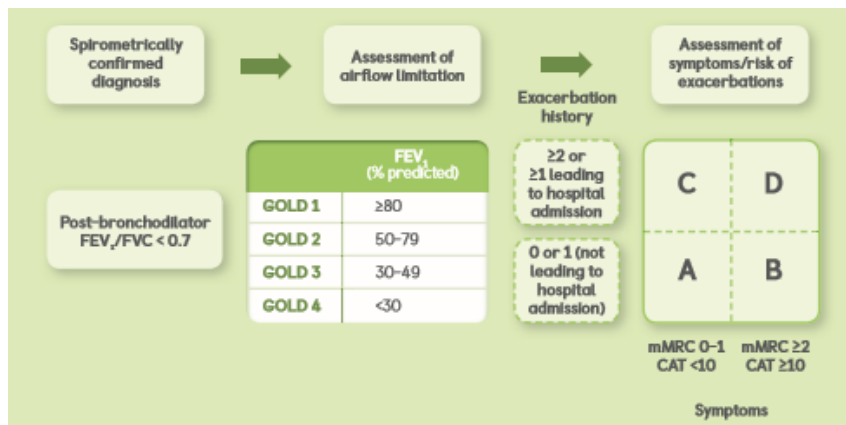 Spirometrically
confirmed
diagnosis
Assessment of
airflow limitation
Exacerbation
history
Assessment of
symptoms/risk of
exacerbations
Post-bronchodilator
FEV₁/FVC < 0.7
FEV₁
(% predicted)
GOLD 1 ≥80
GOLD 2 50-79
GOLD 3 30-49
GOLD 4 <30
≥2 or
≥1 leading
to hospital
admission
0 or 1 (not
leading to
hospital
admission)
C D
A B
mMRC 0-1 mMRC ≥2
CAT <10 CAT ≥10
Symptoms